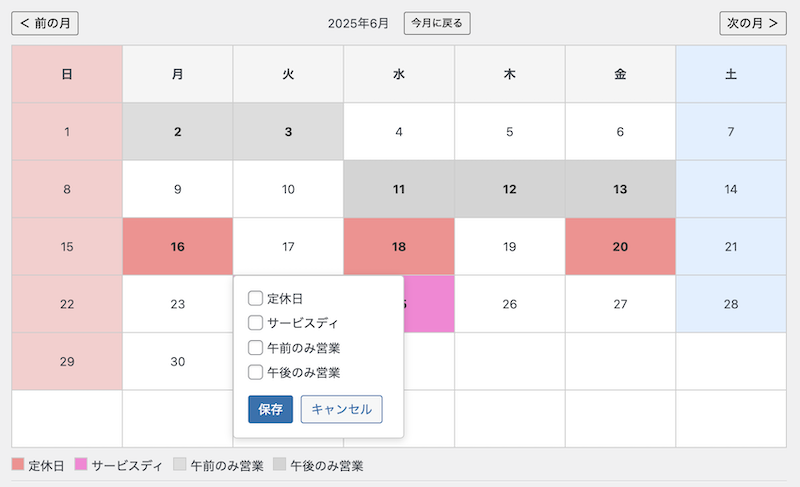 < 前の月 2025年6月 今月に戻る 次の月 >
日 月 火 水 木 金 土
1 2 3 4 5 6 7
8 9 10 11 12 13 14
15 16 17 18 19 20 21
22 23 26 27 28
29 30
定休日
サービスディ
午前のみ営業
午後のみ営業
保存 キャンセル
定休日 サービスディ 午前のみ営業 午後のみ営業